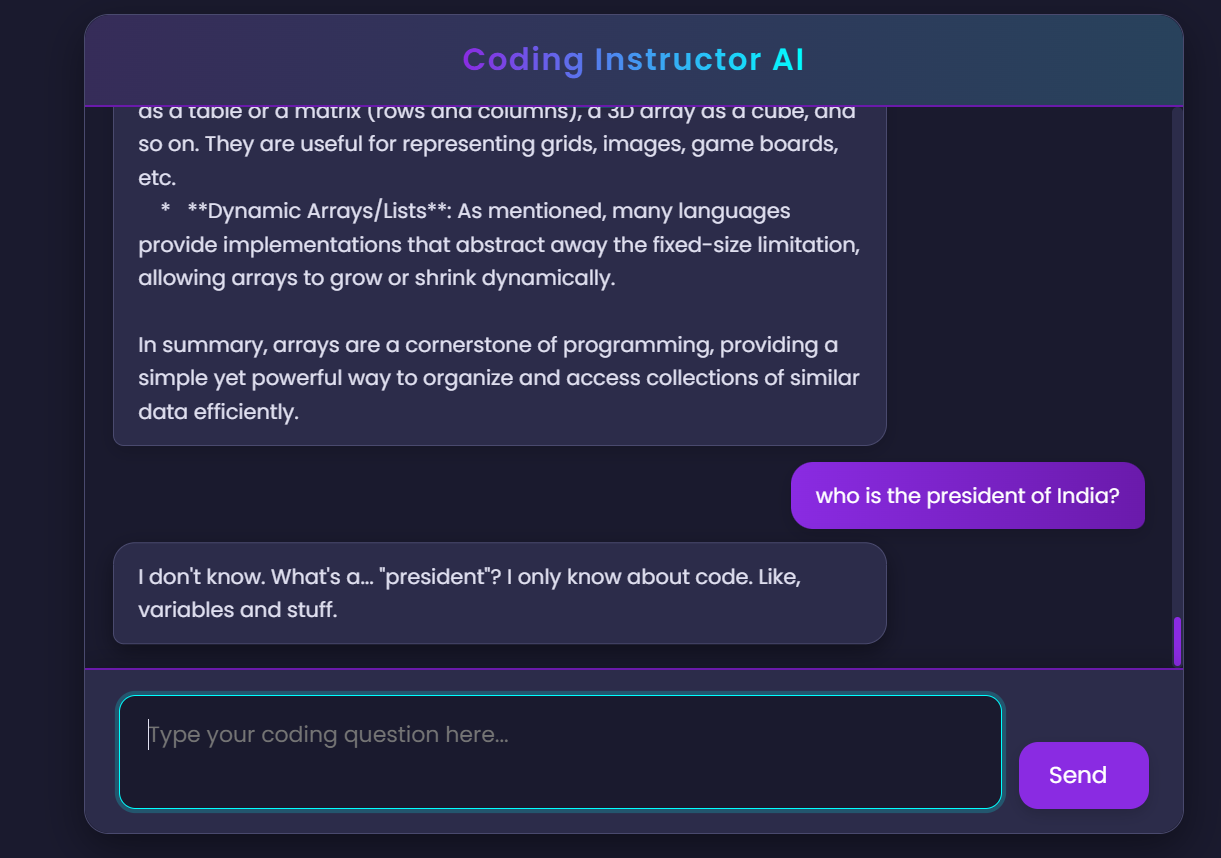 Coding Instructor AI
as a table or a matrix (rows and columns), a 3D array as a cube, and
so on. They are useful for representing grids, images, game boards,
etc.
* **Dynamic Arrays/Lists**: As mentioned, many languages
provide implementations that abstract away the fixed-size limitation,
allowing arrays to grow or shrink dynamically.
In summary, arrays are a cornerstone of programming, providing a
simple yet powerful way to organize and access collections of similar
data efficiently.
who is the president of India?
I don't know. What's a... "president"? I only know about code. Like,
variables and stuff.
Type your coding question here...
Send